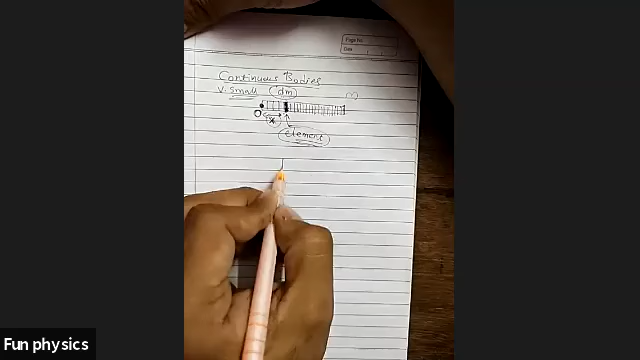 Page No.
Date
Continuous Bodies
V. small (dm)
O
x
element
Fun physics